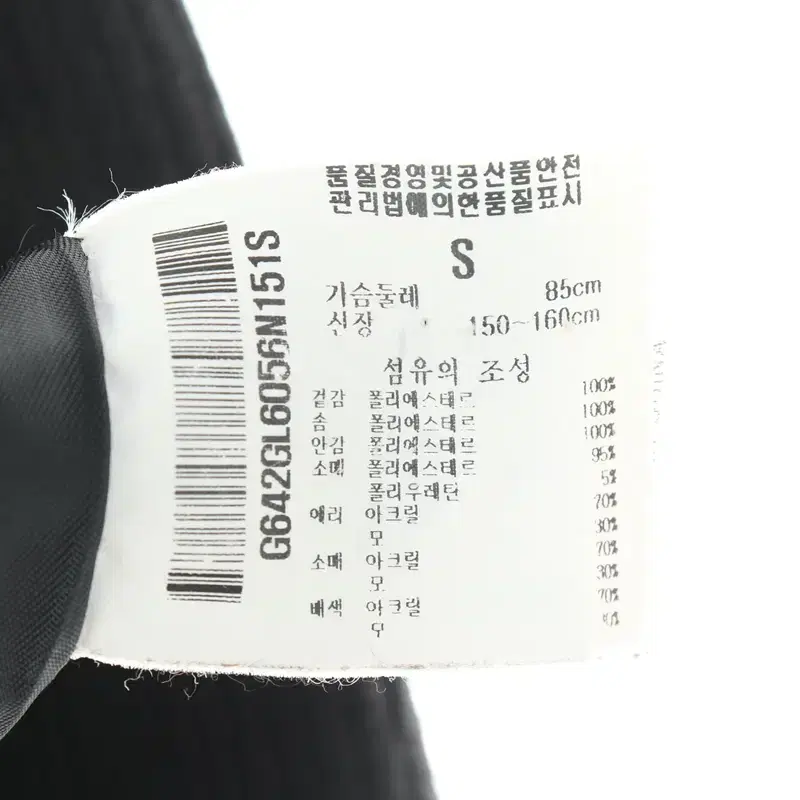 품질경영및공산품안전
관리법에의한품질표시
S
가슴둘레 85cm
신장 150~160cm
섬유의 조성
겉감 폴리에스테르 100%
솜 폴리에스테르 100%
안감 폴리에스테르 100%
소매 폴리에스테르 95%
폴리우레탄 5%
에리 아크릴 70%
모 30%
소매 아크릴 70%
모 30%
배색 아크릴 70%
모
G642GL6056N151S